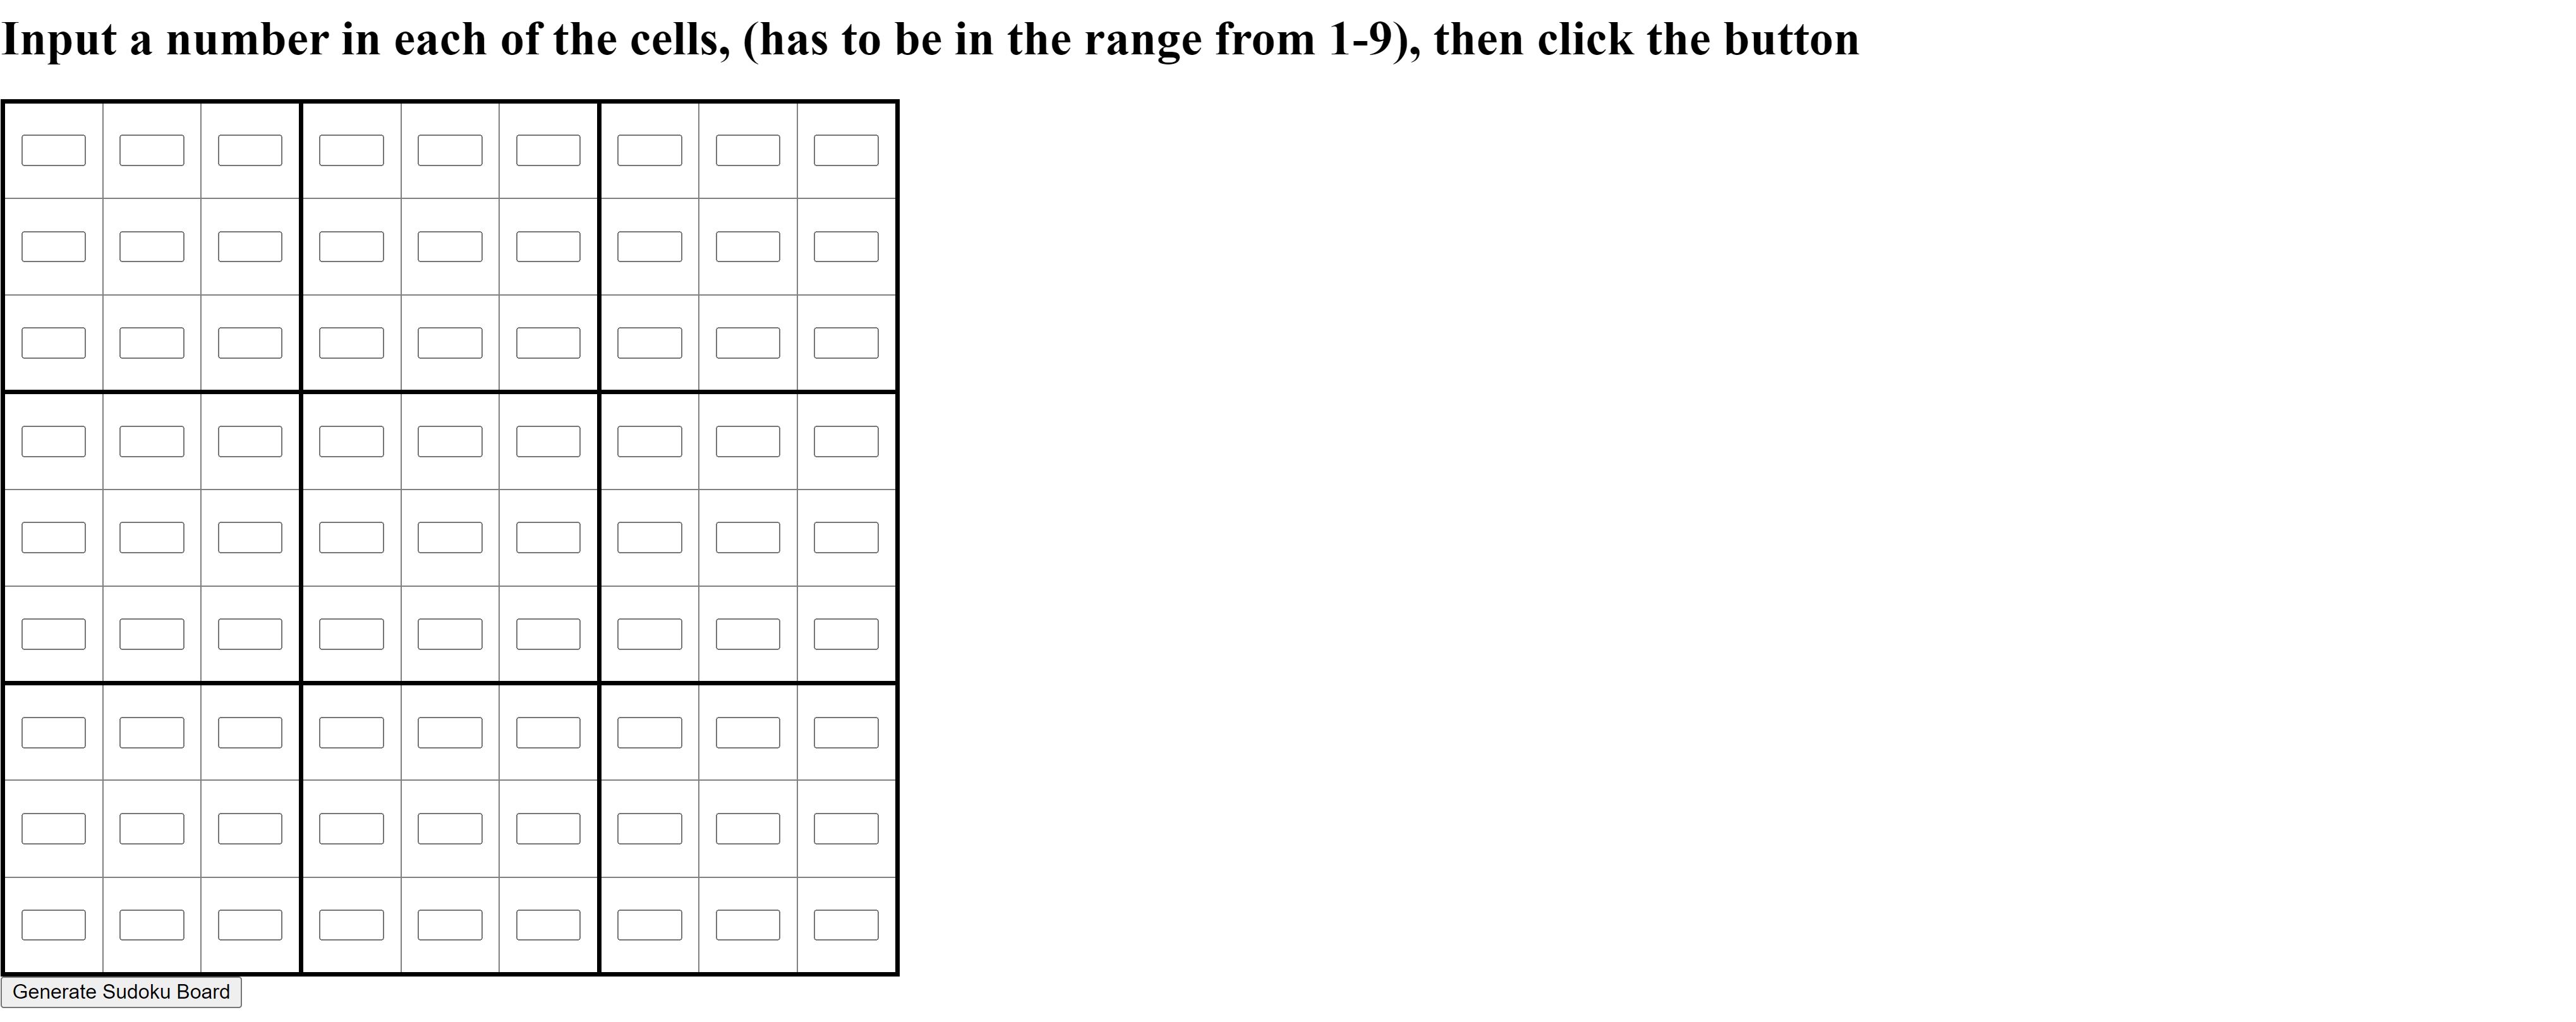 Input a number in each of the cells, (has to be in the range from 1-9), then click the button
Generate Sudoku Board